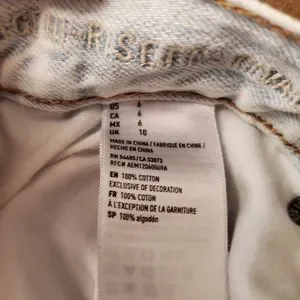 US 6
CA 6
MX 6
UK 10
MADE IN CHINA / FABRIQUÉ EN CHINE /
HECHO EN CHINA
RN 54485 / CA 03873
EN 100% COTTON
EXCLUSIVE OF DECORATION
FR 100% COTON
À L'EXCEPTION DE LA GARNITURE
SP 100% algodón